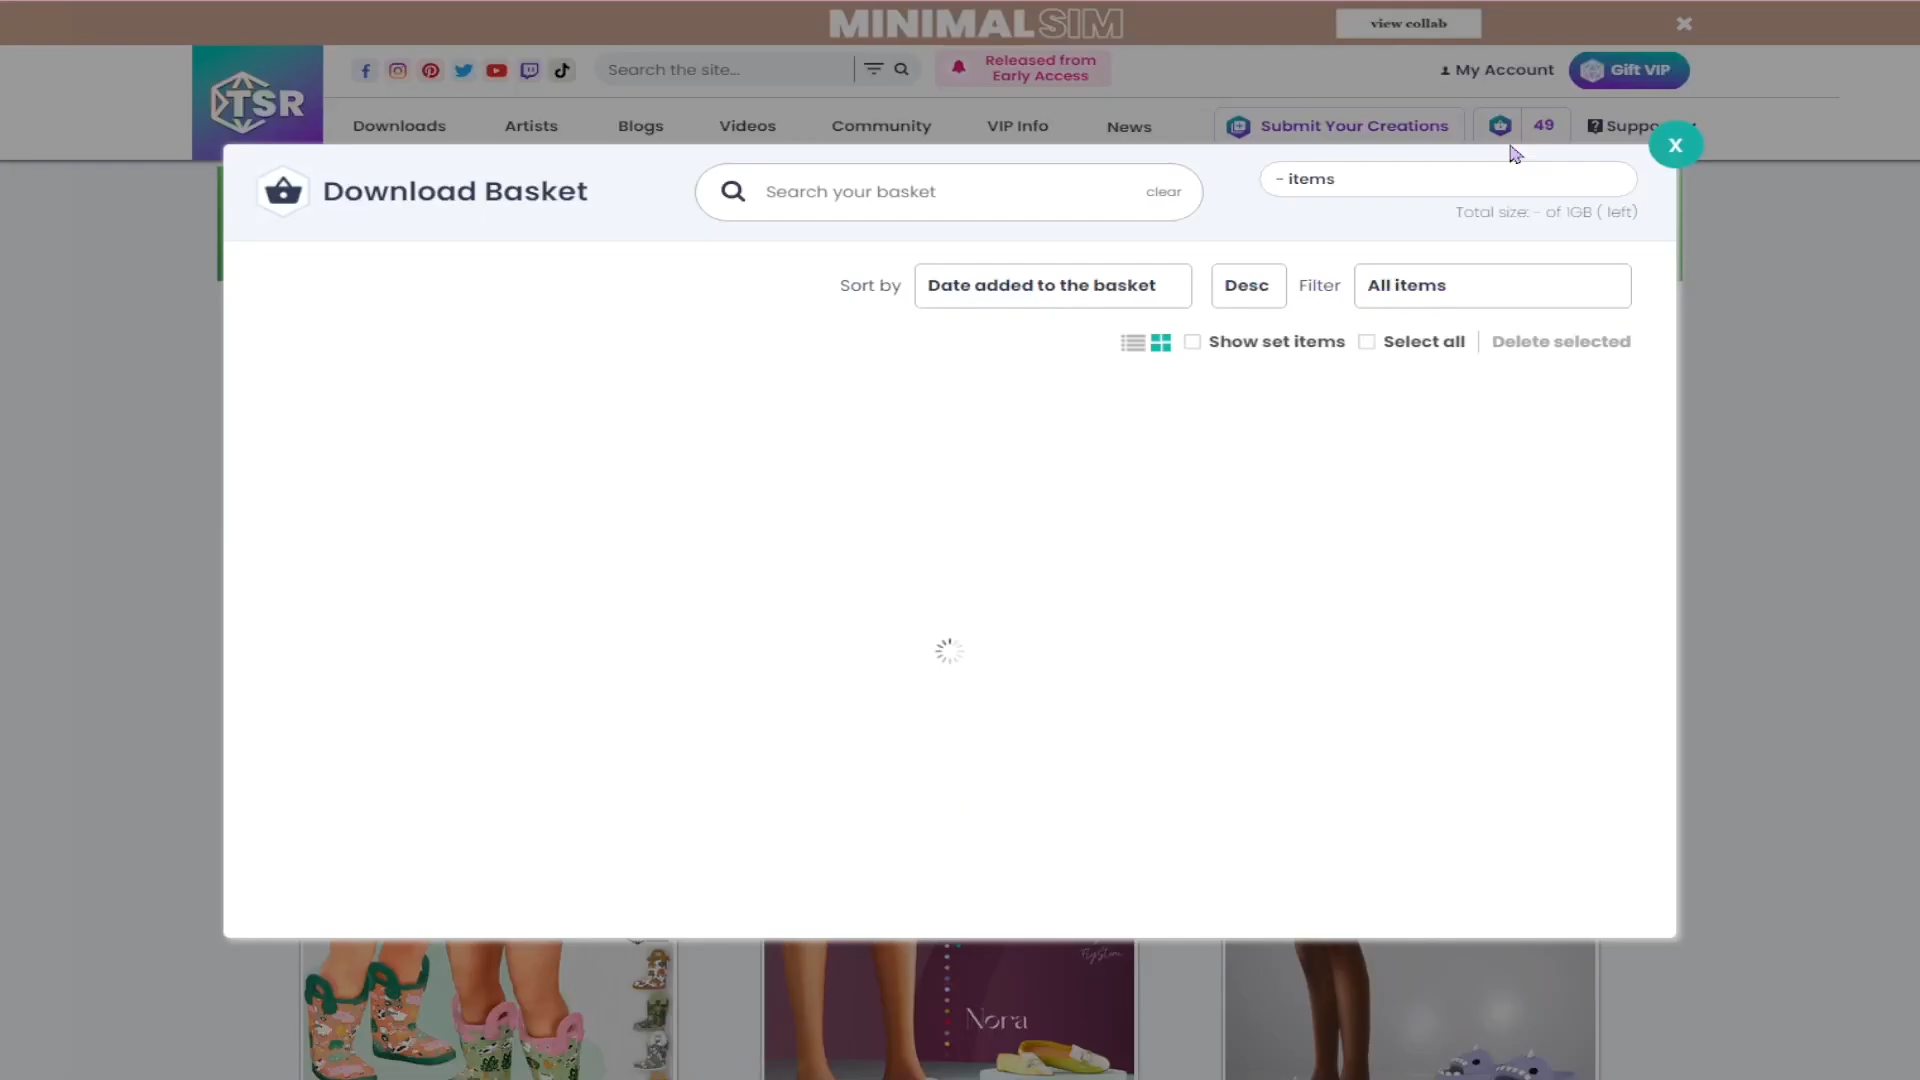 MINIMALSIM
view collab
Search the site...
Released from
Early Access
My Account
Gift VIP
TSR
Downloads
Artists
Blogs
Videos
Community
VIP Info
News
Submit Your Creations
49
X
Download Basket
Search your basket
clear
- items
Total size: - of 1GB ( left)
Sort by
Date added to the basket
Desc
Filter
All items
Show set items
Select all
Delete selected
Nora